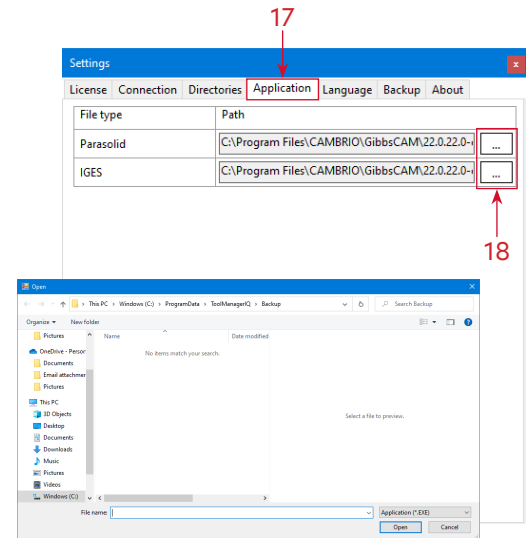 17
Settings
x
License Connection Directories Application Language Backup About
File type Path
Parasolid C:\Program Files\CAMBRIO\GibbsCAM\22.0.22.0- ...
IGES C:\Program Files\CAMBRIO\GibbsCAM\22.0.22.0- ...
18
Open
This PC > Windows (C:) > ProgramData > ToolManagerIQ > Backup
Search Backup
Organize New folder
Name Date modified
No items match your search.
Pictures
OneDrive - Person
Documents
Email attachmen
Pictures
This PC
3D Objects
Desktop
Documents
Downloads
Music
Pictures
Videos
Windows (C:)
Select a file to preview.
File name:
Application (*.EXE)
Open Cancel